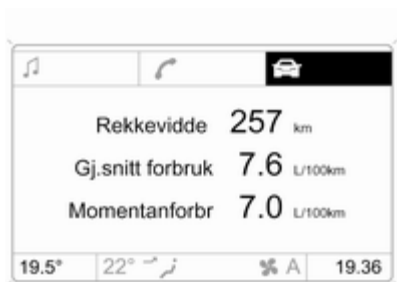 Rekkevidde 257 km
Gj.snitt forbruk 7.6 L/100km
Momentanforbr 7.0 L/100km
19.5° 22° A 19.36